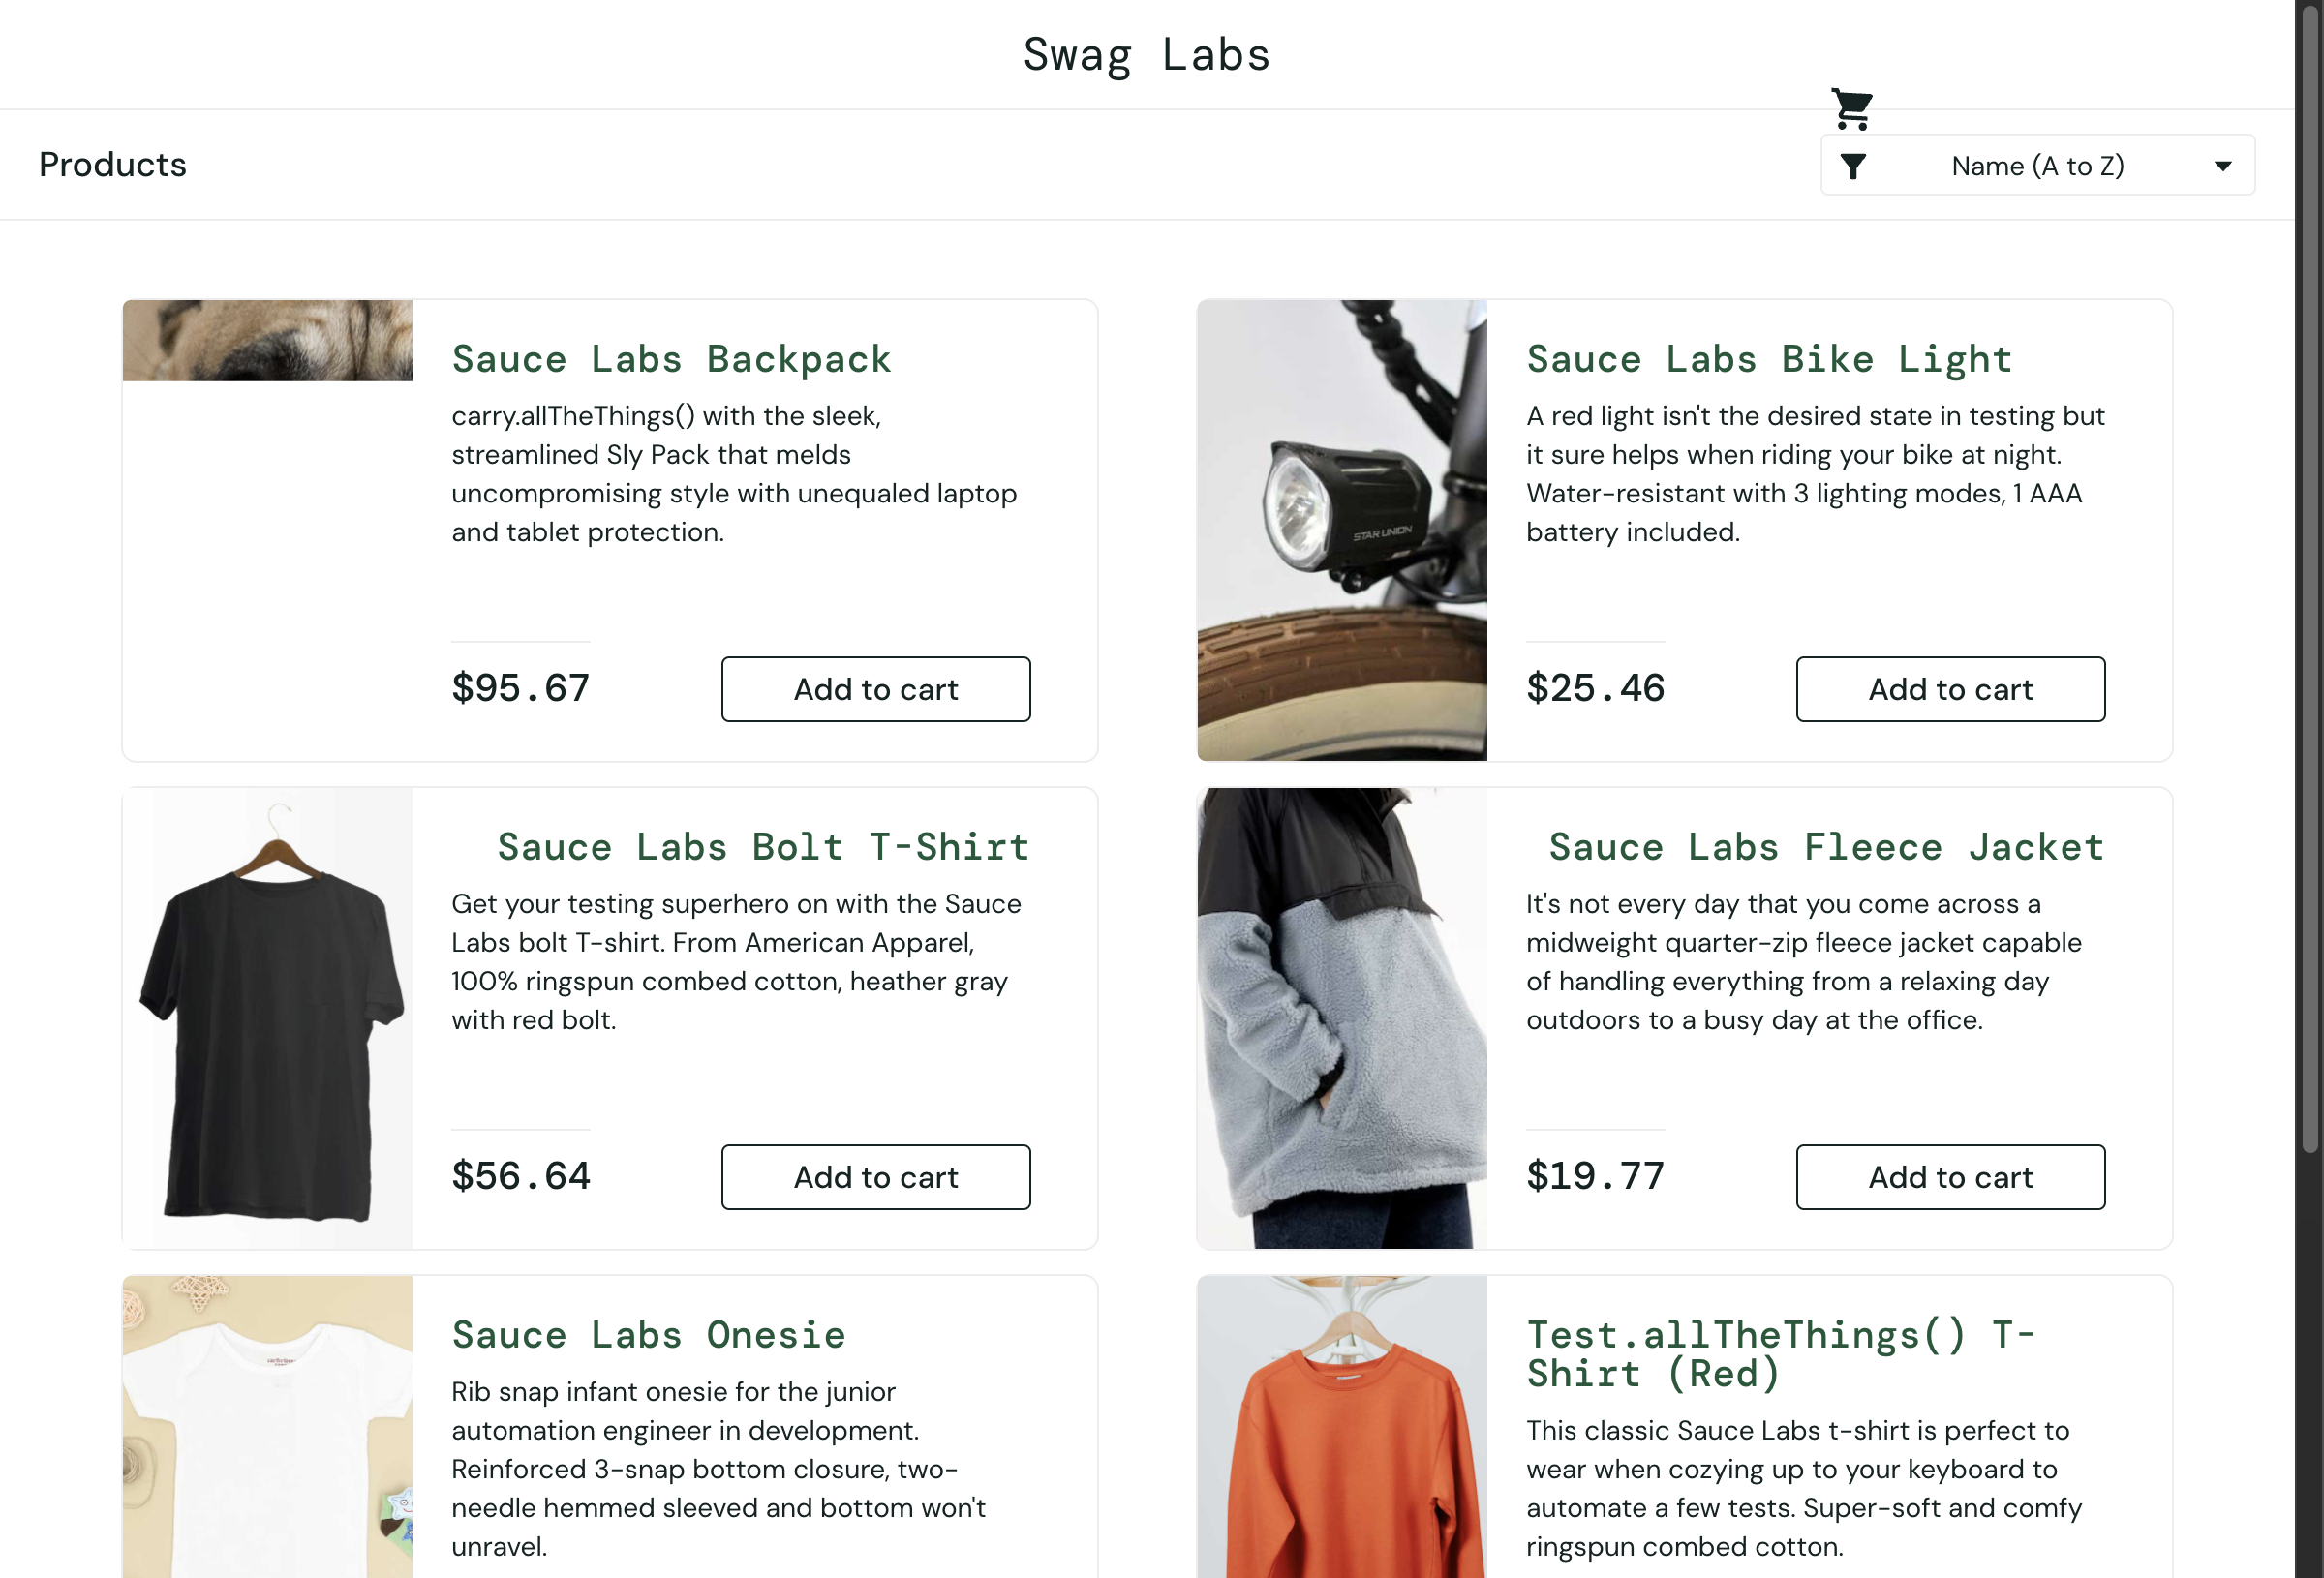 Swag Labs
Products
Name (A to Z)
Sauce Labs Backpack
carry.allTheThings() with the sleek,
streamlined Sly Pack that melds
uncompromising style with unequaled laptop
and tablet protection.
$95.67
Add to cart
Sauce Labs Bike Light
A red light isn't the desired state in testing but
it sure helps when riding your bike at night.
Water-resistant with 3 lighting modes, 1 AAA
battery included.
STAR UNION
$25.46
Add to cart
Sauce Labs Bolt T-Shirt
Get your testing superhero on with the Sauce
Labs bolt T-shirt. From American Apparel,
100% ringspun combed cotton, heather gray
with red bolt.
$56.64
Add to cart
Sauce Labs Fleece Jacket
It's not every day that you come across a
midweight quarter-zip fleece jacket capable
of handling everything from a relaxing day
outdoors to a busy day at the office.
$19.77
Add to cart
Sauce Labs Onesie
Rib snap infant onesie for the junior
automation engineer in development.
Reinforced 3-snap bottom closure, two-
needle hemmed sleeved and bottom won't
unravel.
Test.allTheThings() T-
Shirt (Red)
This classic Sauce Labs t-shirt is perfect to
wear when cozying up to your keyboard to
automate a few tests. Super-soft and comfy
ringspun combed cotton.